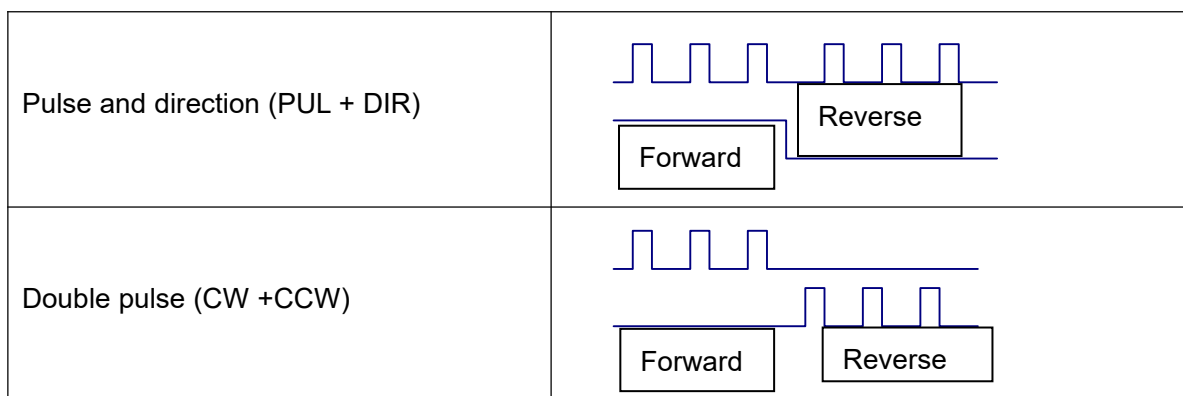 Pulse and direction (PUL + DIR)
Reverse
Forward
Double pulse (CW +CCW)
Forward
Reverse